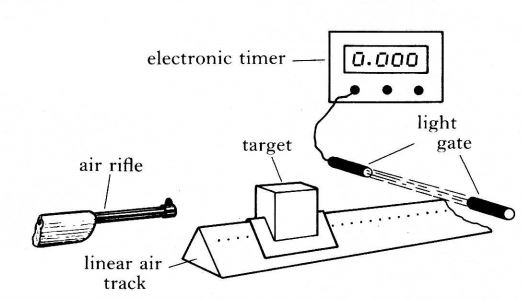 electronic timer
0.000
light
gate
target
air rifle
linear air
track